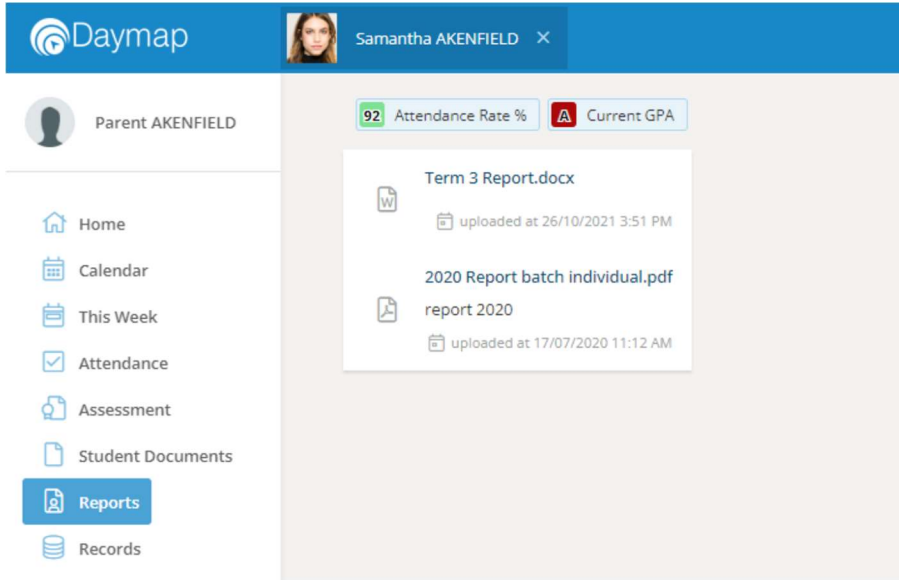 Daymap
Samantha AKENFIELD ×
Parent AKENFIELD
92 Attendance Rate %
A Current GPA
Term 3 Report.docx
W
uploaded at 26/10/2021 3:51 PM
2020 Report batch individual.pdf
report 2020
uploaded at 17/07/2020 11:12 AM
Home
Calendar
This Week
Attendance
Assessment
Student Documents
Reports
Records